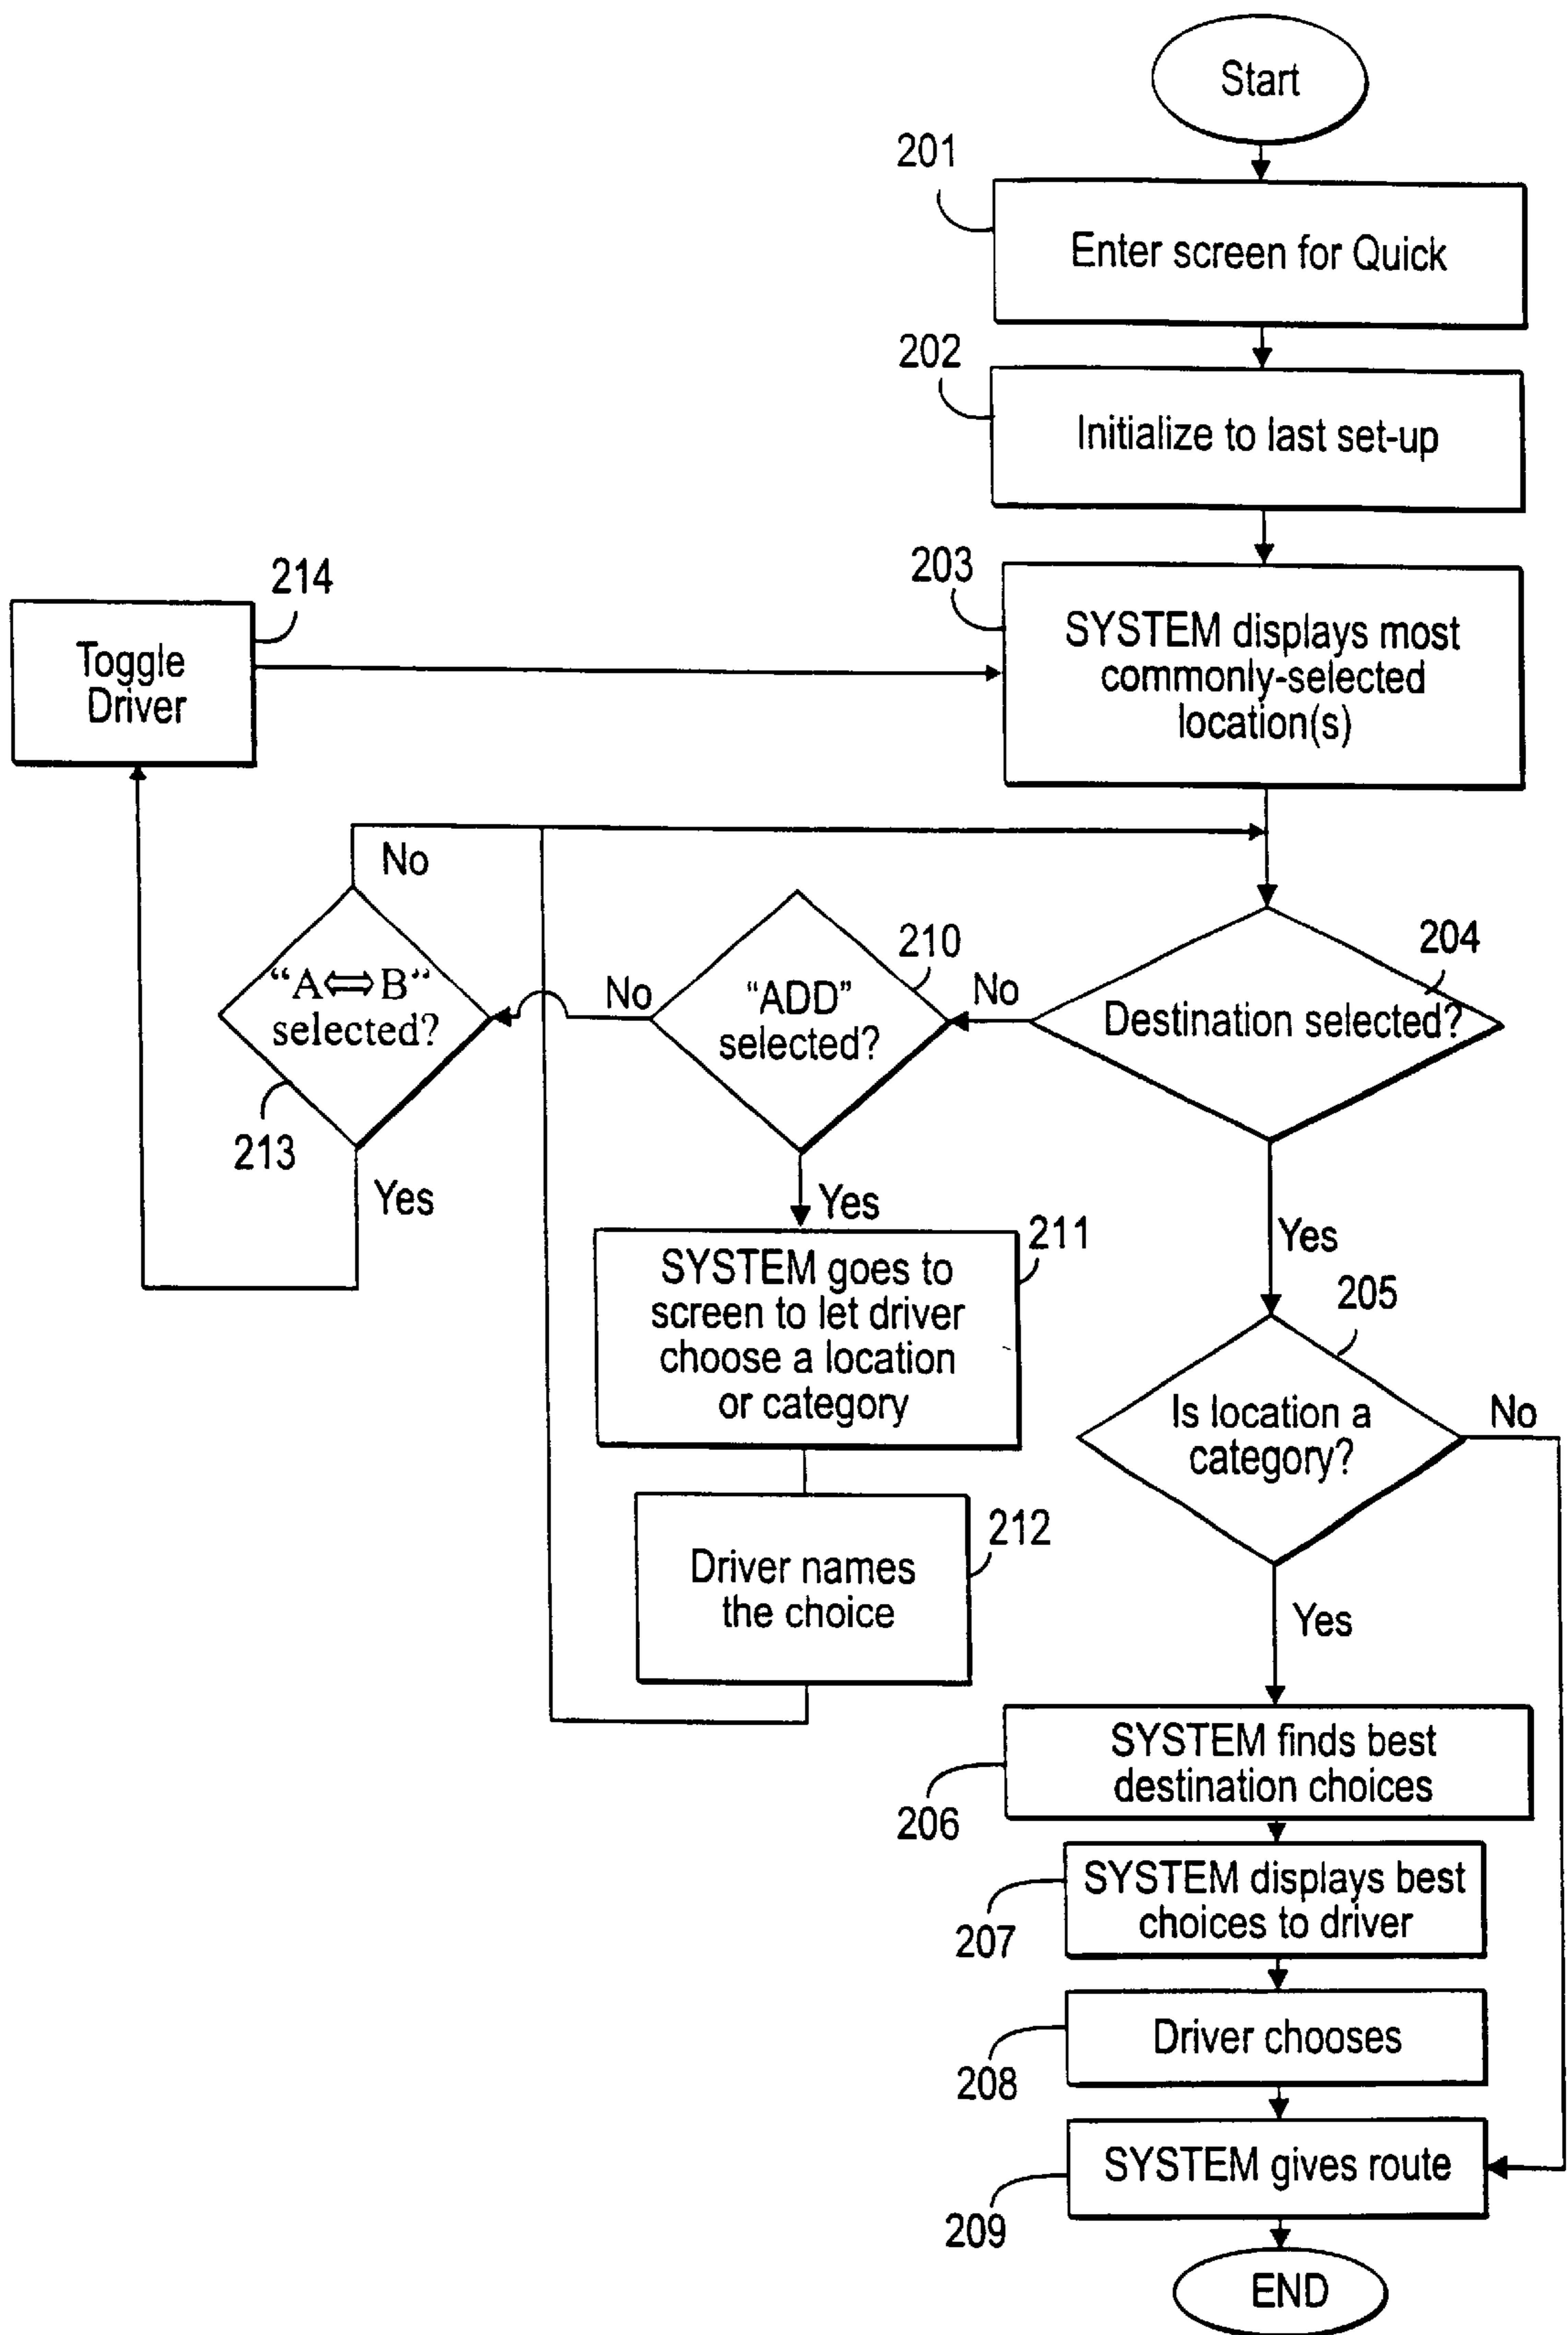 Start
201
Enter screen for Quick
202
Initialize to last set-up
203
SYSTEM displays most
commonly-selected
location(s)
214
Toggle
Driver
No
"A⇔B"
selected?
213
Yes
No
210
"ADD"
selected?
No
204
Destination selected?
Yes
211
SYSTEM goes to
screen to let driver
choose a location
or category
212
Driver names
the choice
Yes
205
Is location a
category?
No
Yes
SYSTEM finds best
destination choices
206
SYSTEM displays best
choices to driver
207
Driver chooses
208
SYSTEM gives route
209
END